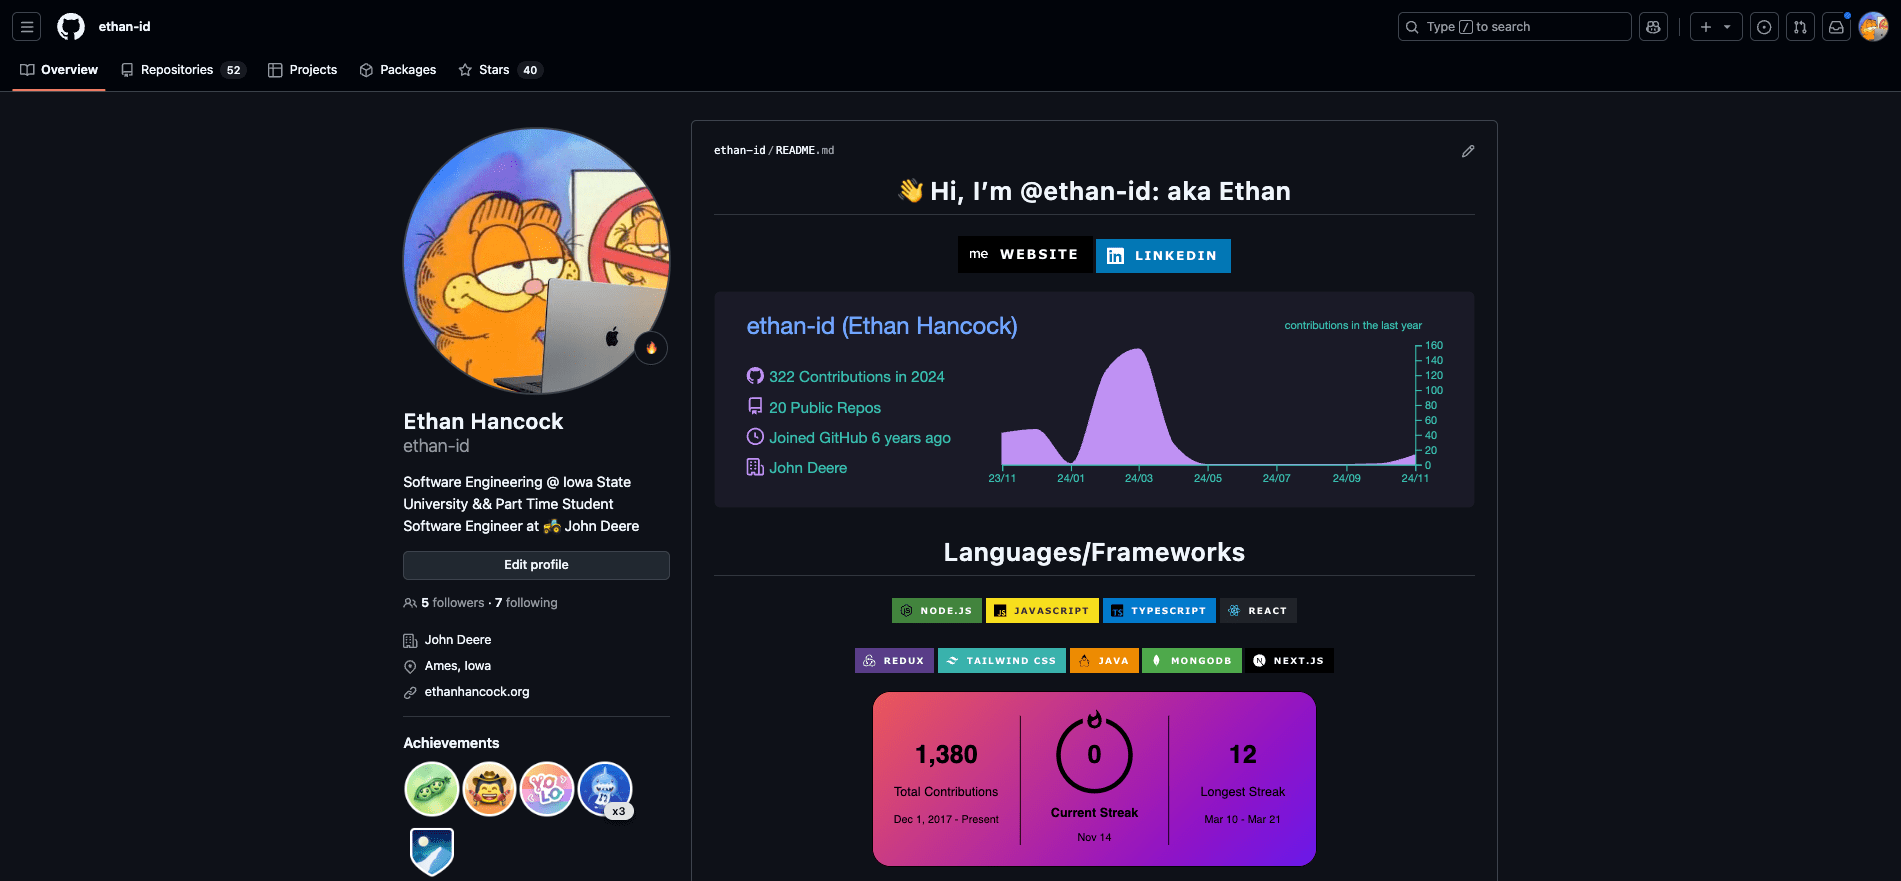 ethan-id
Type / to search
Overview
Repositories 52
Projects
Packages
Stars 40
Ethan Hancock
ethan-id
Software Engineering @ Iowa State
University && Part Time Student
Software Engineer at 🚜 John Deere
Edit profile
5 followers · 7 following
John Deere
Ames, Iowa
ethanhancock.org
Achievements
YOLO
x3
ethan-id/README.md
👋 Hi, I’m @ethan-id: aka Ethan
me WEBSITE
in LINKEDIN
ethan-id (Ethan Hancock)
322 Contributions in 2024
20 Public Repos
Joined GitHub 6 years ago
John Deere
contributions in the last year
160
140
120
100
80
60
40
20
0
23/11 24/01 24/03 24/05 24/07 24/09 24/11
Languages/Frameworks
NODE.JS
JS JAVASCRIPT
TS TYPESCRIPT
REACT
REDUX
TAILWIND CSS
JAVA
MONGODB
N NEXT.JS
1,380
Total Contributions
Dec 1, 2017 - Present
0
Current Streak
Nov 14
12
Longest Streak
Mar 10 - Mar 21